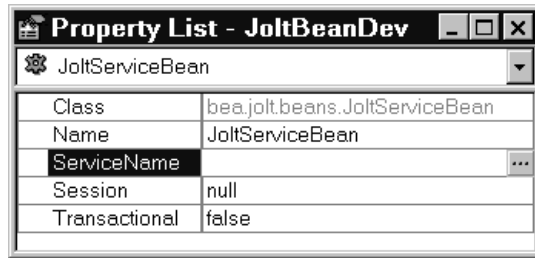 Property List - JoltBeanDev
JoltServiceBean
Class bea.jolt.beans.JoltServiceBean
Name JoltServiceBean
ServiceName ...
Session null
Transactional false